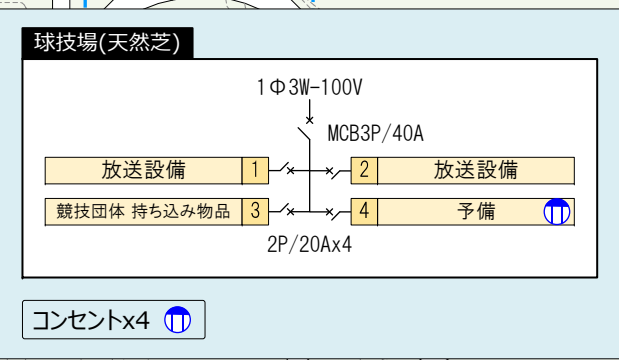 球技場(天然芝)
1Φ3W-100V
MCB3P/40A
放送設備 1 2 放送設備
競技団体 持ち込み物品 3 4 予備
2P/20Ax4
コンセントx4